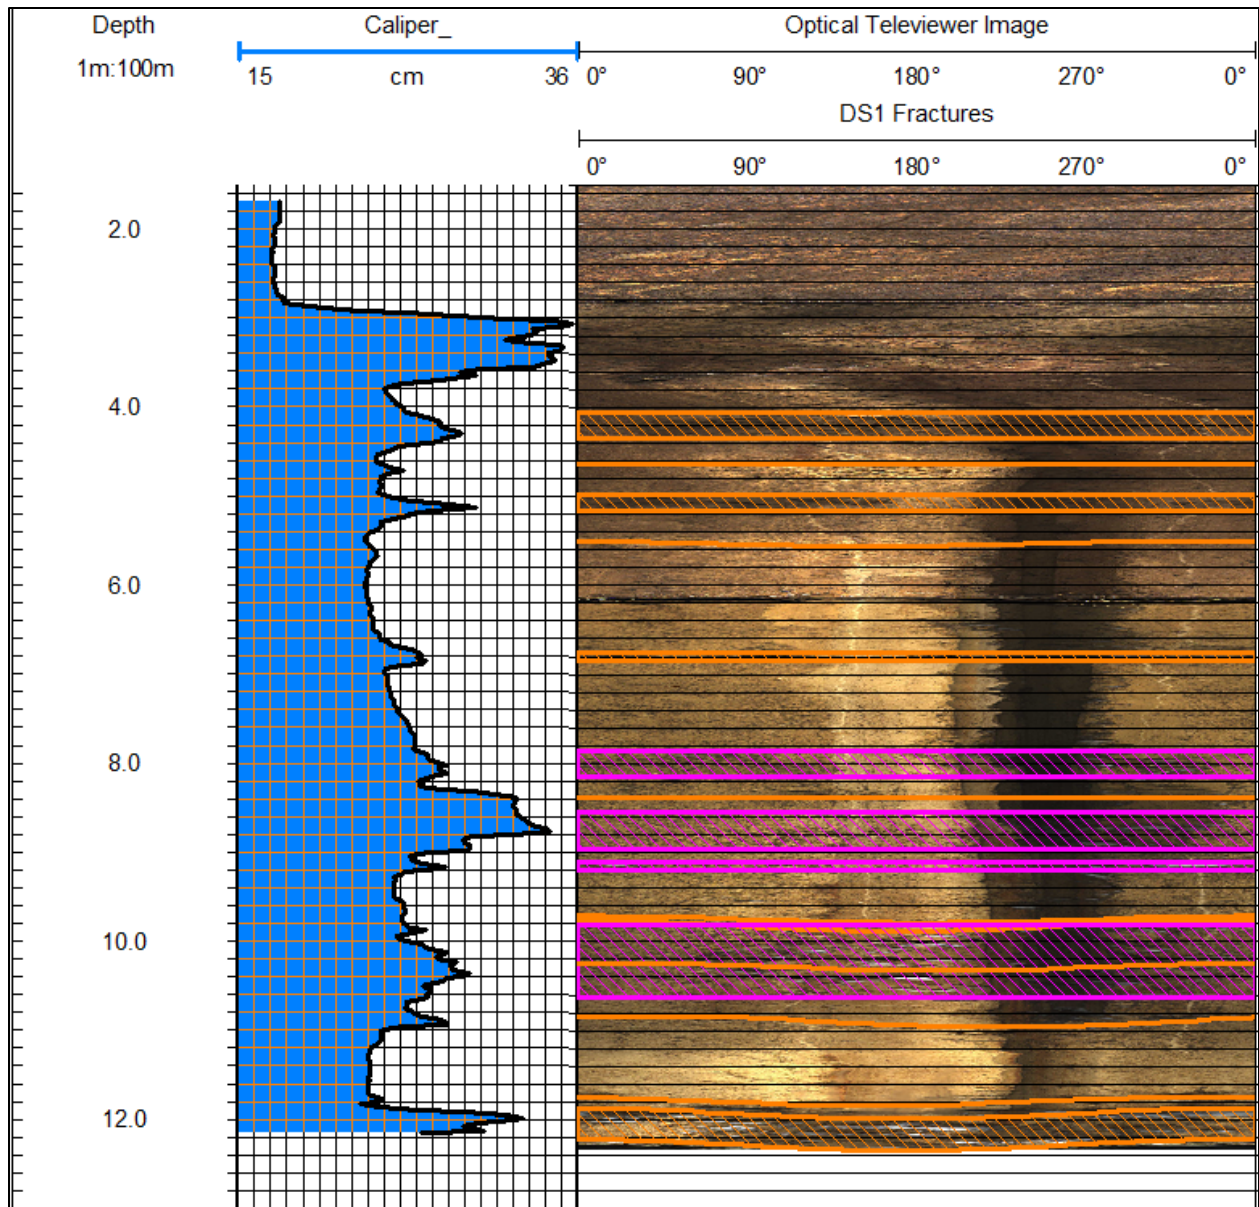 Depth Caliper_ Optical Televiewer Image
1m:100m 15 cm 36 0° 90° 180° 270° 0°
DS1 Fractures
0° 90° 180° 270° 0°
2.0
4.0
6.0
8.0
10.0
12.0